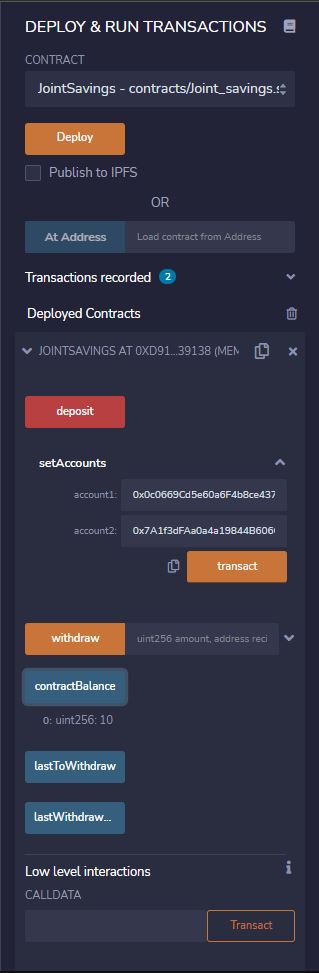 DEPLOY & RUN TRANSACTIONS
CONTRACT
JointSavings - contracts/Joint_savings.s
Deploy
Publish to IPFS
OR
At Address Load contract from Address
Transactions recorded 2
Deployed Contracts
JOINTSAVINGS AT 0XD91...39138 (MEM
deposit
setAccounts
account1: 0x0c0669Cd5e60a6F4b8ce437
account2: 0x7A1f3dFAa0a4a19844B606
transact
withdraw uint256 amount, address reci
contractBalance
0: uint256: 10
lastToWithdraw
lastWithdraw...
Low level interactions
CALLDATA
Transact